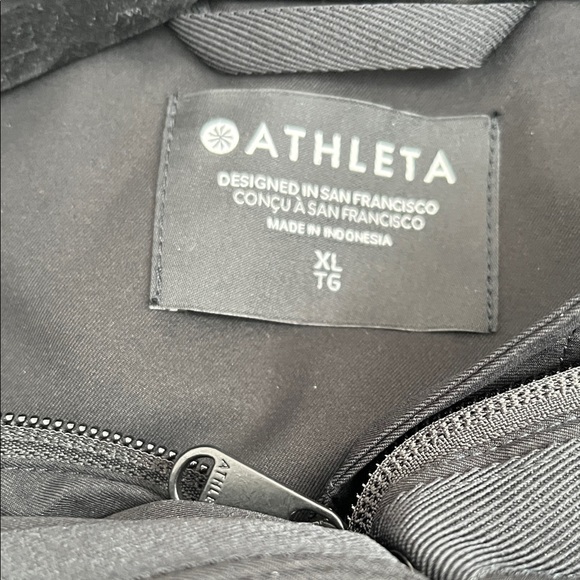 ATHLETA
DESIGNED IN SAN FRANCISCO
CONÇU À SAN FRANCISCO
MADE IN INDONESIA
XL
TG